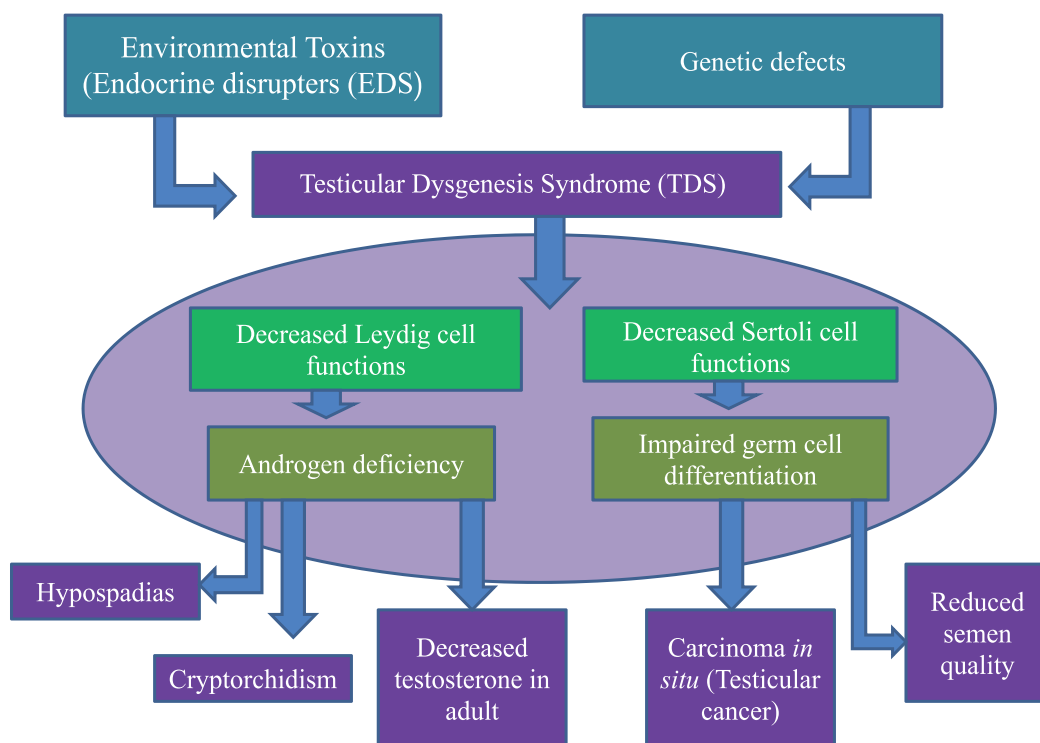 Environmental Toxins
(Endocrine disrupters (EDS)
Genetic defects
Testicular Dysgenesis Syndrome (TDS)
Decreased Leydig cell
functions
Decreased Sertoli cell
functions
Androgen deficiency
Impaired germ cell
differentiation
Hypospadias
Cryptorchidism
Decreased
testosterone in
adult
Carcinoma in
situ (Testicular
cancer)
Reduced
semen
quality